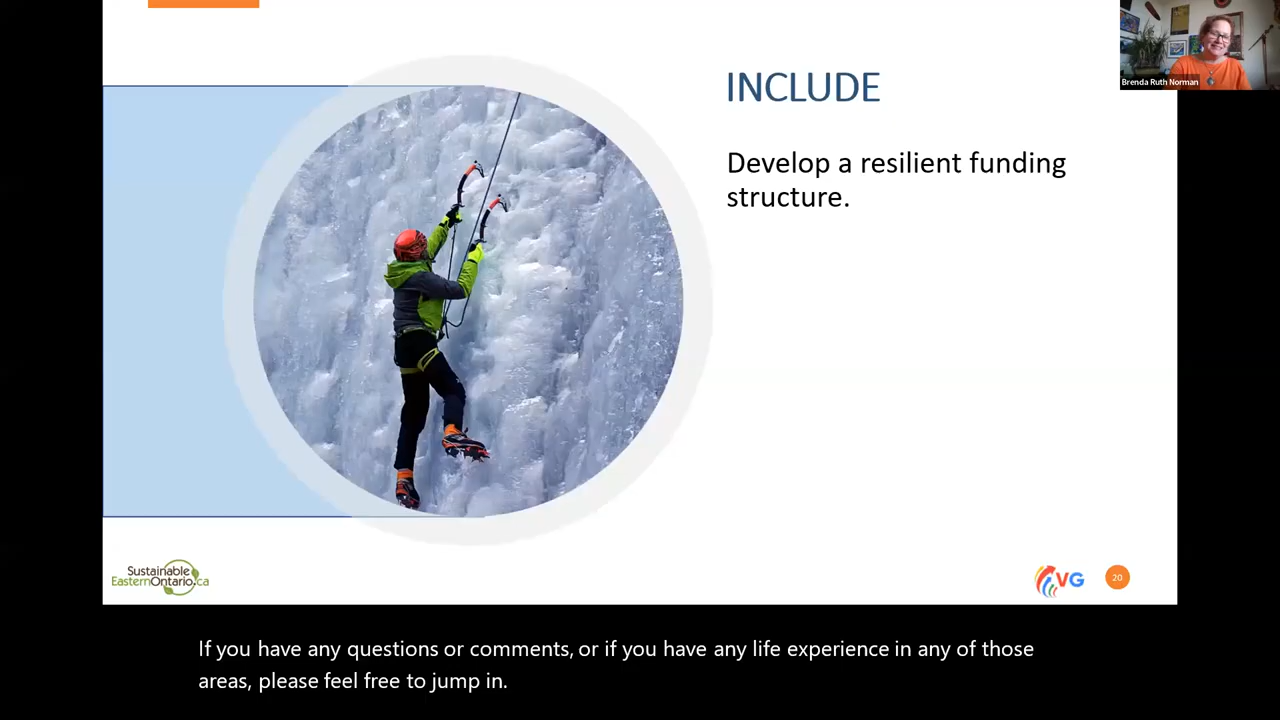 Brenda Ruth Norman
INCLUDE
Develop a resilient funding
structure.
Sustainable
EasternOntario.ca
VG
20
If you have any questions or comments, or if you have any life experience in any of those
areas, please feel free to jump in.